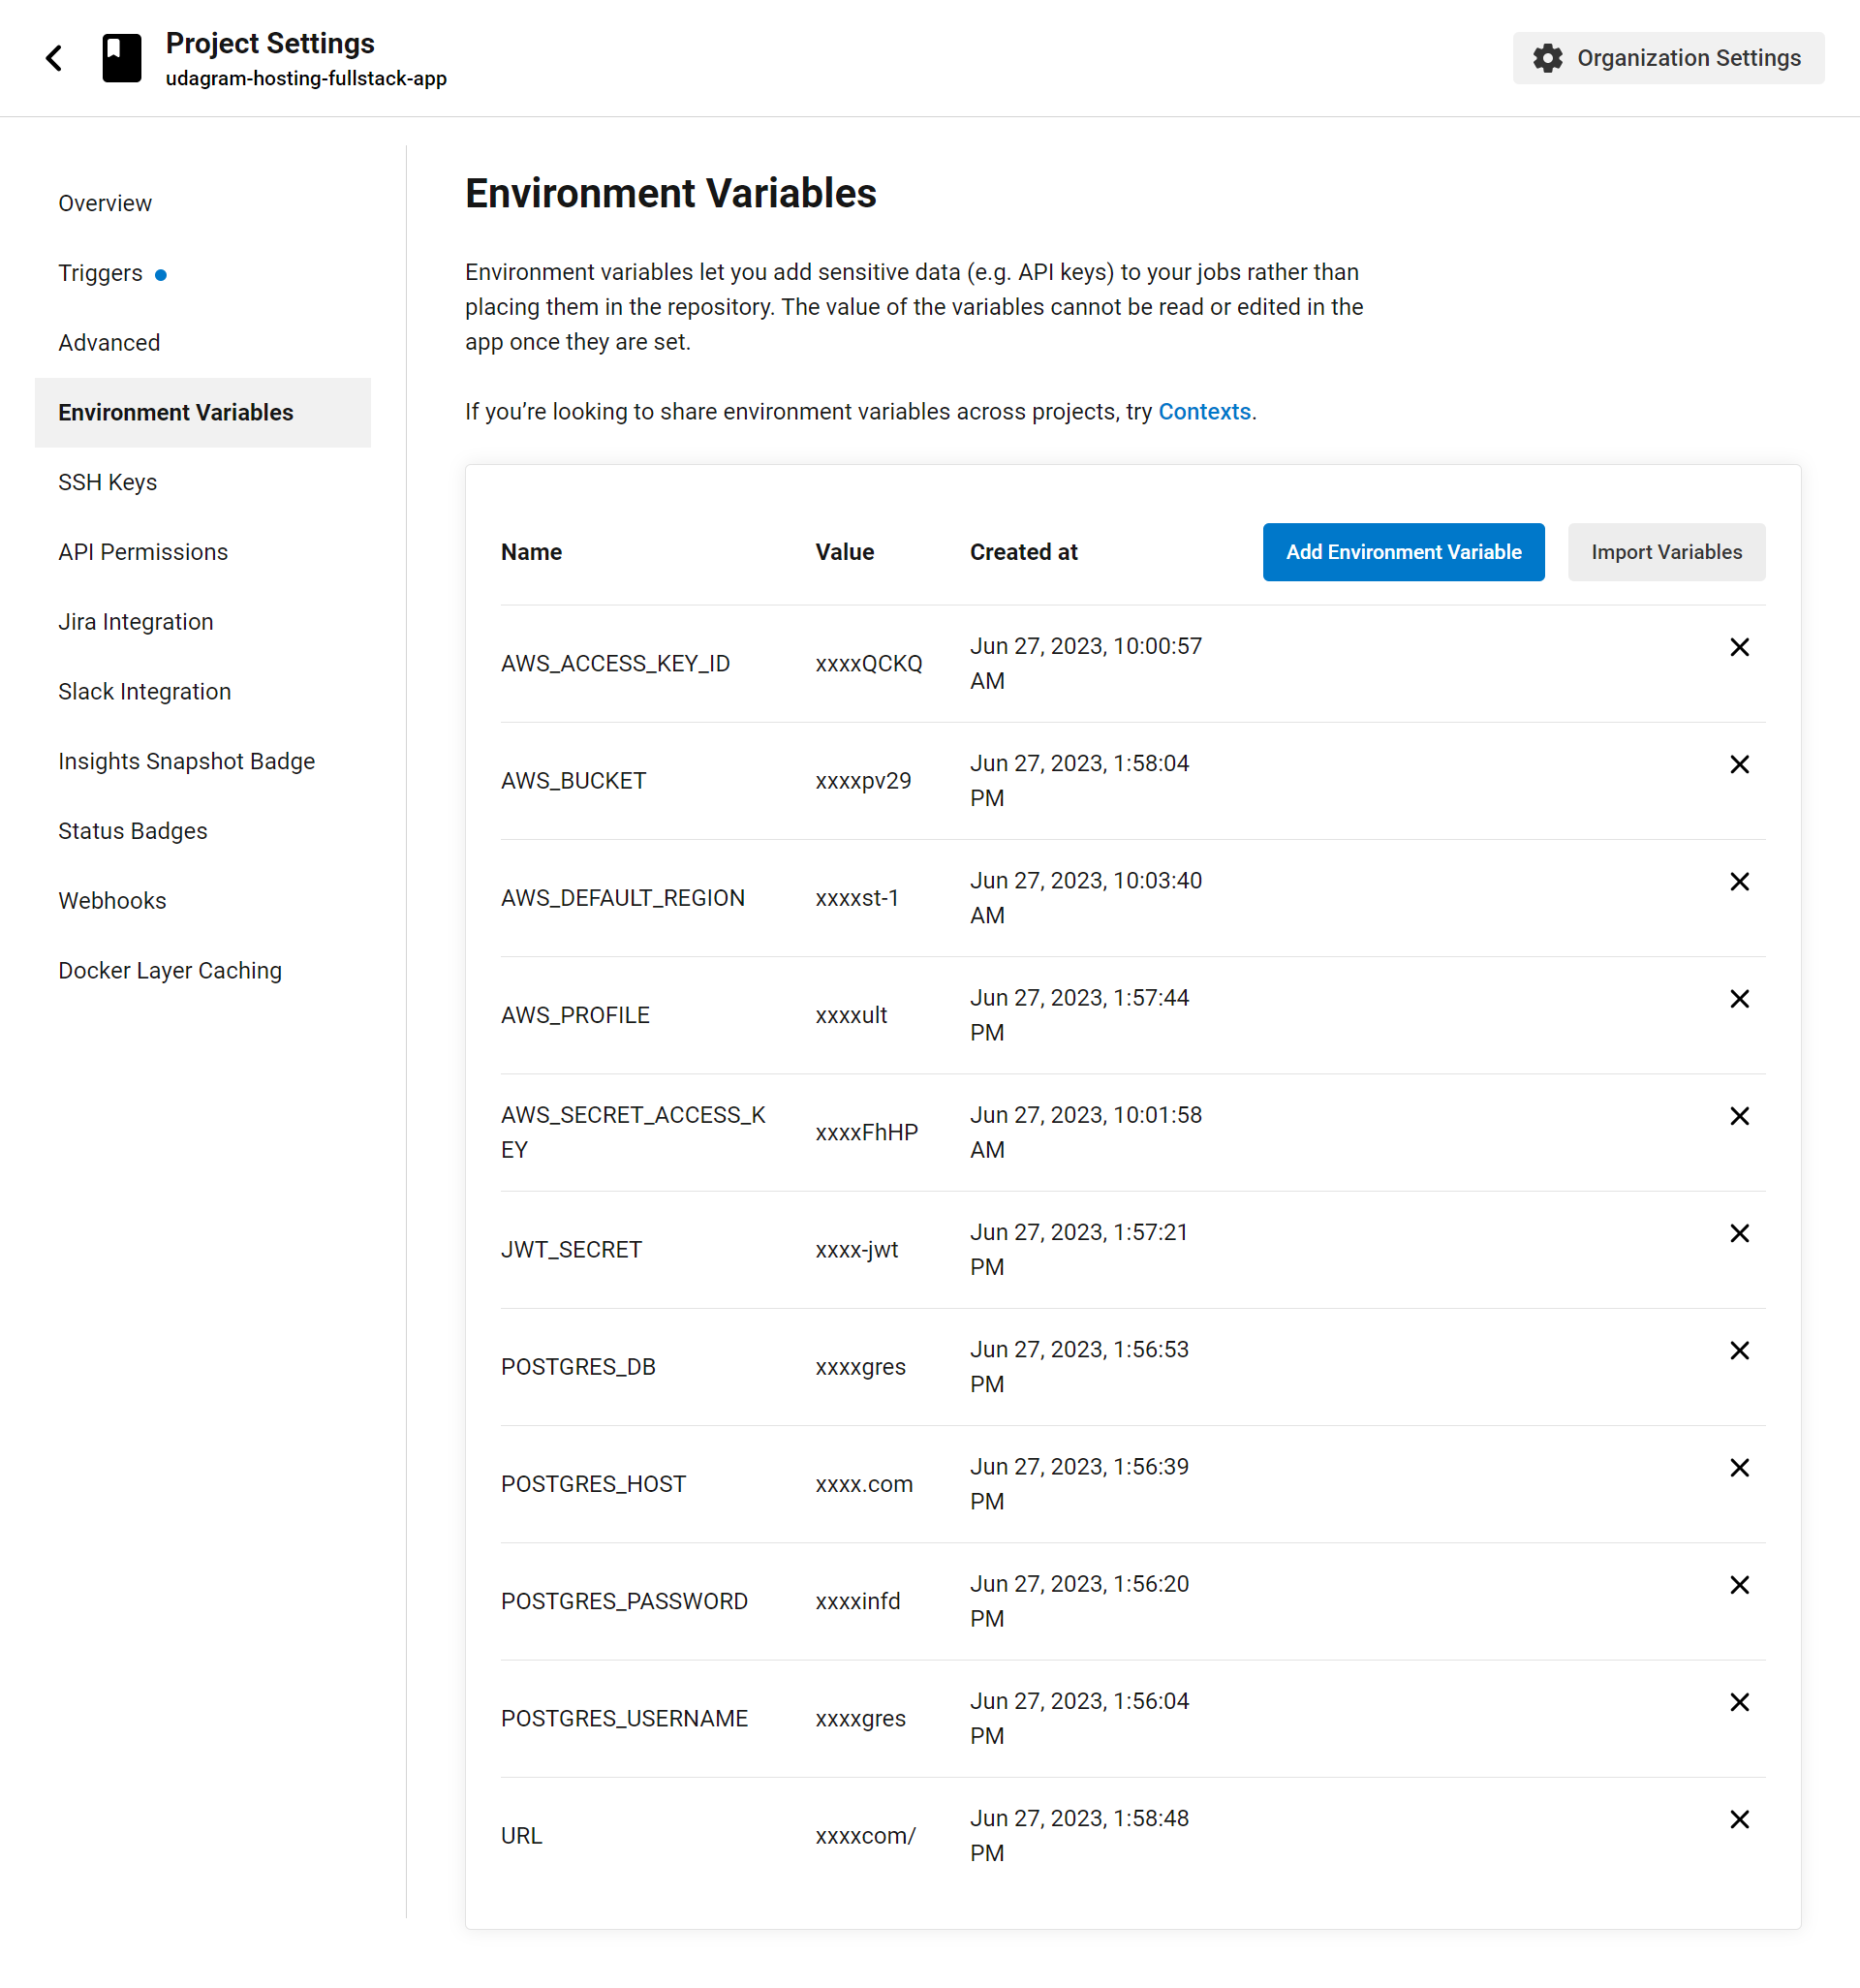 Project Settings
udagram-hosting-fullstack-app
Organization Settings
Overview
Triggers
Advanced
Environment Variables
SSH Keys
API Permissions
Jira Integration
Slack Integration
Insights Snapshot Badge
Status Badges
Webhooks
Docker Layer Caching
Environment Variables
Environment variables let you add sensitive data (e.g. API keys) to your jobs rather than
placing them in the repository. The value of the variables cannot be read or edited in the
app once they are set.
If you’re looking to share environment variables across projects, try Contexts.
Name Value Created at Add Environment Variable Import Variables
AWS_ACCESS_KEY_ID xxxxQCKQ Jun 27, 2023, 10:00:57
AM
AWS_BUCKET xxxxpv29 Jun 27, 2023, 1:58:04
PM
AWS_DEFAULT_REGION xxxxst-1 Jun 27, 2023, 10:03:40
AM
AWS_PROFILE xxxxult Jun 27, 2023, 1:57:44
PM
AWS_SECRET_ACCESS_K
EY xxxxFhHP Jun 27, 2023, 10:01:58
AM
JWT_SECRET xxxx-jwt Jun 27, 2023, 1:57:21
PM
POSTGRES_DB xxxxgres Jun 27, 2023, 1:56:53
PM
POSTGRES_HOST xxxx.com Jun 27, 2023, 1:56:39
PM
POSTGRES_PASSWORD xxxxinfd Jun 27, 2023, 1:56:20
PM
POSTGRES_USERNAME xxxxgres Jun 27, 2023, 1:56:04
PM
URL xxxxcom/ Jun 27, 2023, 1:58:48
PM